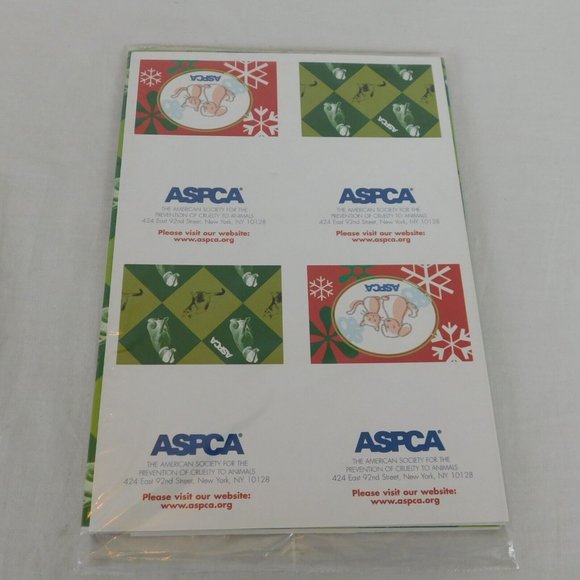 ASPCA
ASPCA
ASPCA®
THE AMERICAN SOCIETY FOR THE
PREVENTION OF CRUELTY TO ANIMALS
424 East 92nd Street, New York, NY 10128
Please visit our website:
www.aspca.org
ASPCA®
THE AMERICAN SOCIETY FOR THE
PREVENTION OF CRUELTY TO ANIMALS
424 East 92nd Street, New York, NY 10128
Please visit our website:
www.aspca.org
ASPCA
ASPCA
ASPCA®
THE AMERICAN SOCIETY FOR THE
PREVENTION OF CRUELTY TO ANIMALS
424 East 92nd Street, New York, NY 10128
Please visit our website:
www.aspca.org
ASPCA®
THE AMERICAN SOCIETY FOR THE
PREVENTION OF CRUELTY TO ANIMALS
424 East 92nd Street, New York, NY 10128
Please visit our website:
www.aspca.org